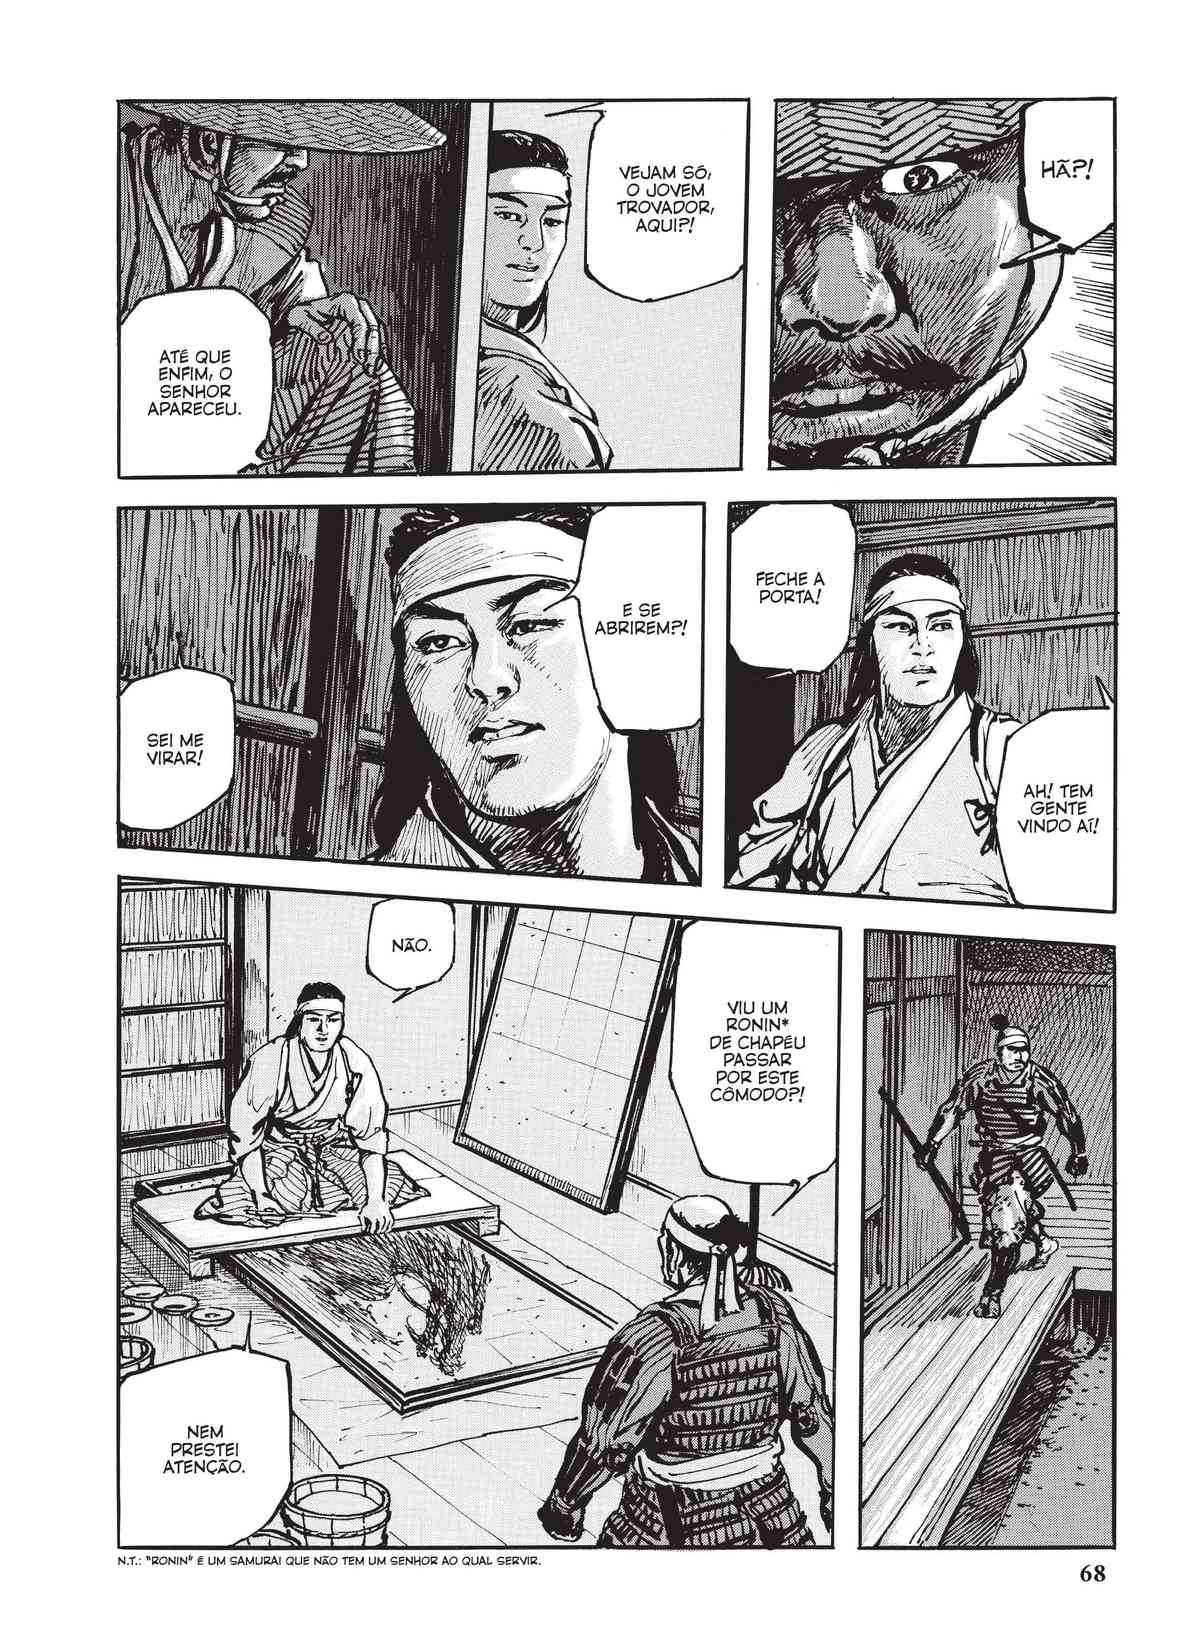 HÃ?!
VEJAM SÓ,
O JOVEM
TROVADOR,
AQUI?!
ATÉ QUE
ENFIM, O
SENHOR
APARECEU.
AH! TEM
GENTE
VINDO AÍ!
FECHE A
PORTA!
E SE
ABRIREM?!
SEI ME
VIRAR!
VIU UM
RONIN*
DE CHAPÉU
PASSAR
POR ESTE
CÔMODO?!
NÃO.
NEM
PRESTEI
ATENÇÃO.
N.T.: "RONIN" É UM SAMURAI QUE NÃO TEM UM SENHOR AO QUAL SERVIR.
68